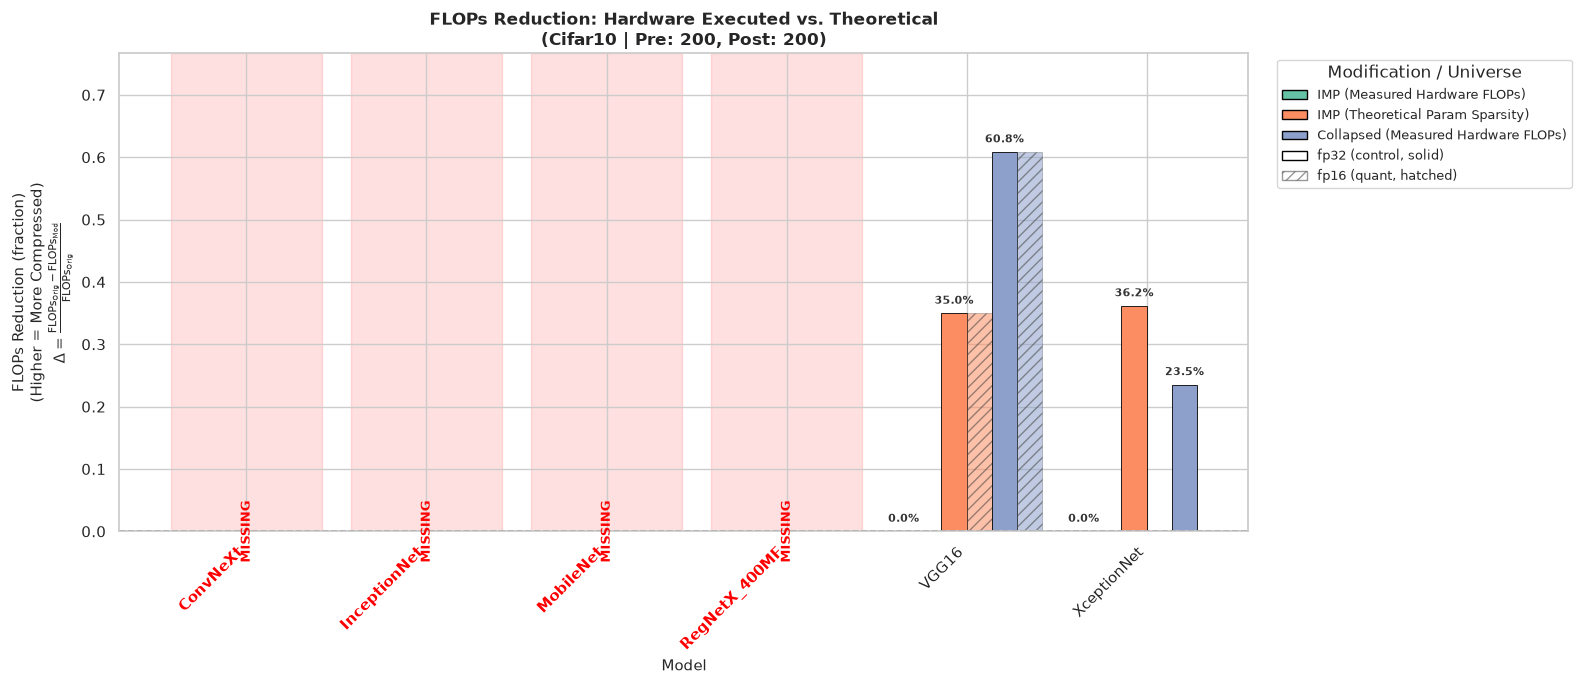 FLOPs Reduction: Hardware Executed vs. Theoretical
(Cifar10 | Pre: 200, Post: 200)
FLOPs Reduction (fraction)
(Higher = More Compressed)
Δ = (FLOPs_Orig − FLOPs_Mod) / FLOPs_Orig
0.7
0.6
0.5
0.4
0.3
0.2
0.1
0.0
MISSING
MISSING
MISSING
MISSING
0.0%
35.0%
60.8%
0.0%
36.2%
23.5%
ConvNeXt
InceptionNet
MobileNet
RegNetX_400MF
VGG16
XceptionNet
Model
Modification / Universe
IMP (Measured Hardware FLOPs)
IMP (Theoretical Param Sparsity)
Collapsed (Measured Hardware FLOPs)
fp32 (control, solid)
fp16 (quant, hatched)